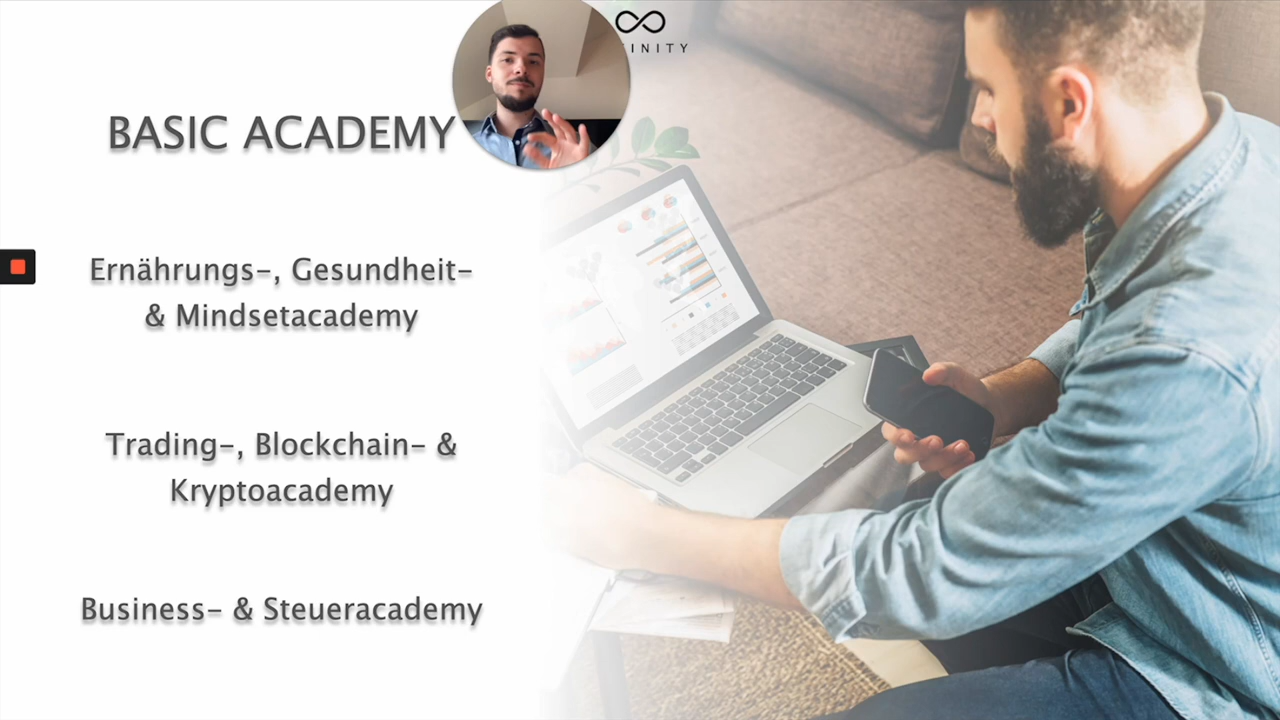 BASIC ACADEMY
Ernährungs-, Gesundheit-
& Mindsetacademy
Trading-, Blockchain- &
Kryptoacademy
Business- & Steueracademy